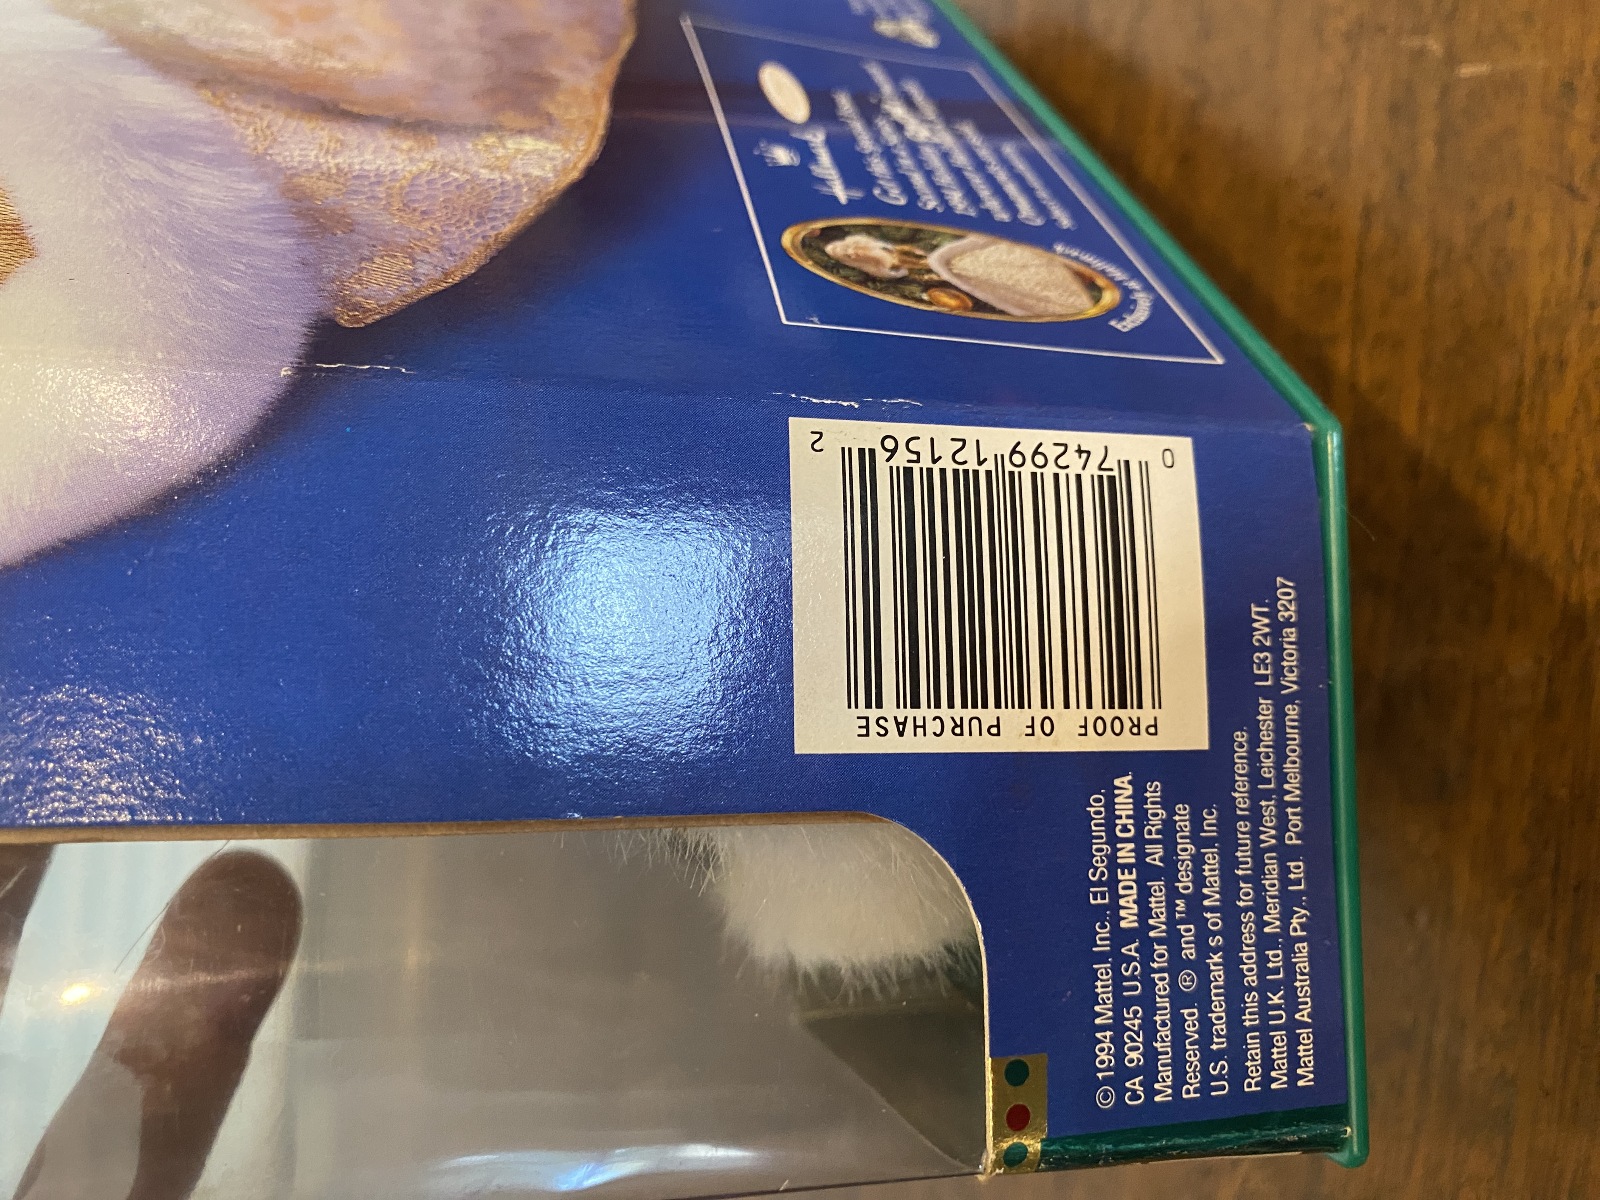 Hallmark
0 74299 12156 2
PROOF OF PURCHASE
© 1994 Mattel, Inc., El Segundo,
CA 90245 U.S.A. MADE IN CHINA.
Manufactured for Mattel. All Rights
Reserved. ® and ™ designate
U.S. trademark s of Mattel, Inc.
Retain this address for future reference.
Mattel U.K. Ltd., Meridian West, Leichester LE3 2WT.
Mattel Australia Pty., Ltd. Port Melbourne, Victoria 3207